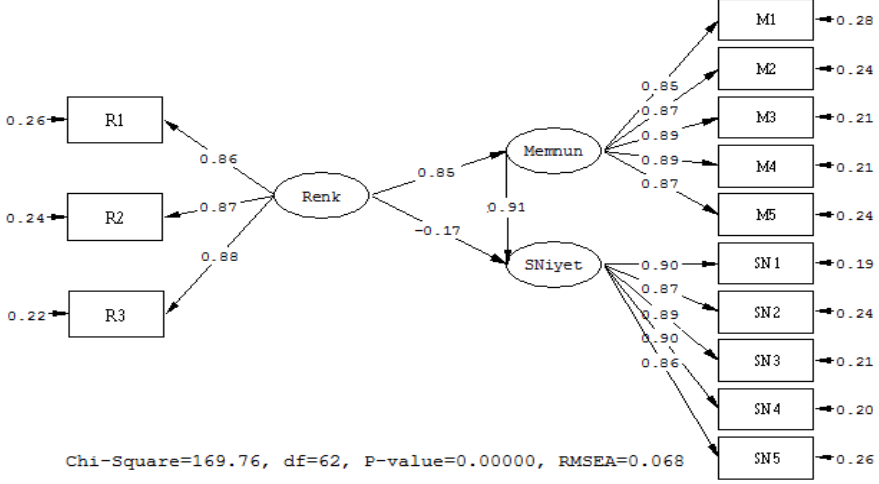 M1
0.28
0.85
M2
0.24
0.87
0.26
R1
M3
0.21
0.89
0.86
Memnun
0.85
M4
0.21
0.89
Renk
0.87
M5
0.24
0.87
0.24
R2
0.91
-0.17
0.88
SNiyet
0.90
SN1
0.19
0.87
SN2
0.24
0.22
R3
0.89
SN3
0.21
0.90
SN4
0.20
0.86
SN5
0.26
Chi-Square=169.76, df=62, P-value=0.00000, RMSEA=0.068